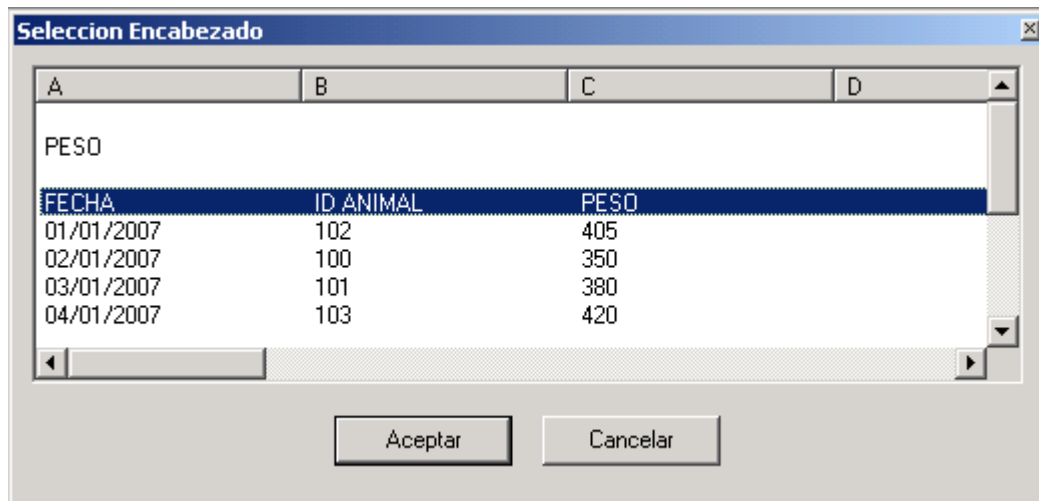 Seleccion Encabezado
A B C D
PESO
FECHA ID ANIMAL PESO
01/01/2007 102 405
02/01/2007 100 350
03/01/2007 101 380
04/01/2007 103 420
Aceptar Cancelar